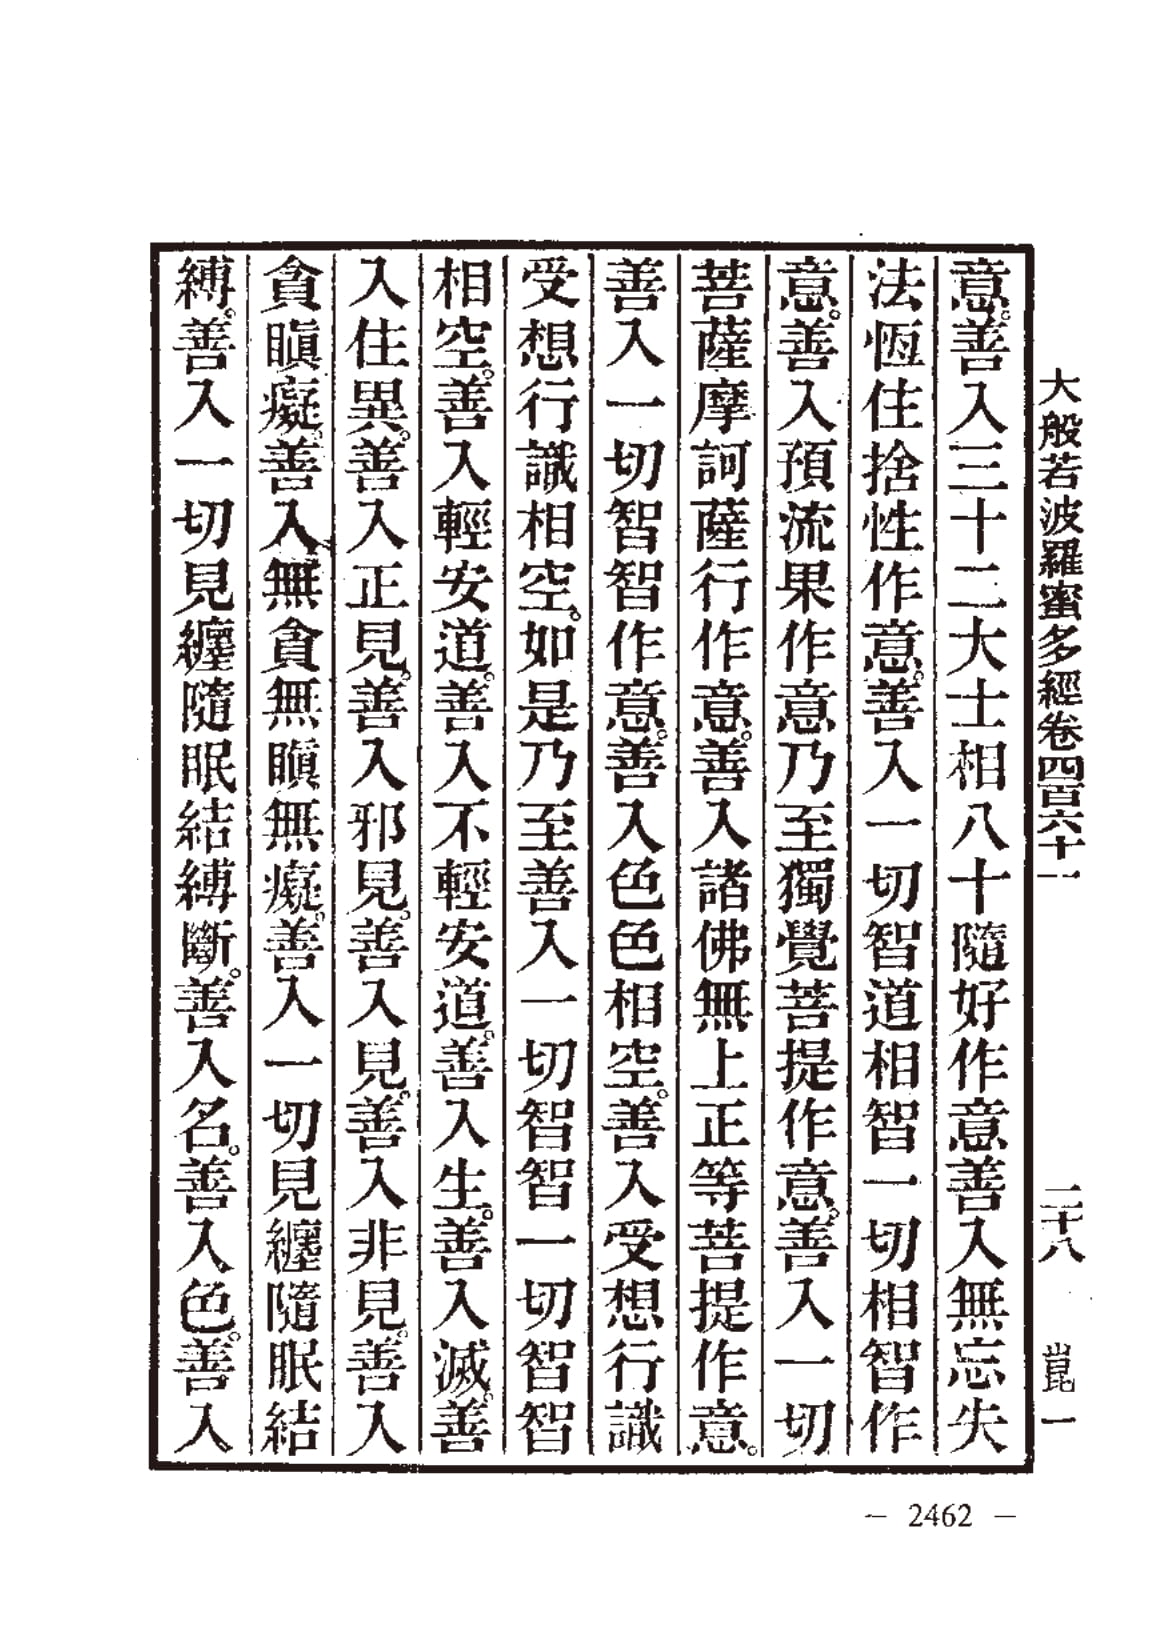 大般若波羅蜜多經卷四百六十一 二十八 崑一
意。善入三十二大士相八十隨好作意善入無忘失
法恆住捨性作意。善入一切智道相智一切相智作
意。善入預流果作意乃至獨覺菩提作意。善入一切
菩薩摩訶薩行作意。善入諸佛無上正等菩提作意。
善入一切智智作意。善入色色相空。善入受想行識
受想行識相空。如是乃至善入一切智智一切智智
相空。善入輕安道。善入不輕安道。善入生。善入滅。善
入住異。善入正見。善入邪見。善入見。善入非見。善入
貪瞋癡。善入無貪無瞋無癡。善入一切見纏隨眠結
縛。善入一切見纏隨眠結縛斷。善入名。善入色。善入
— 2462 —